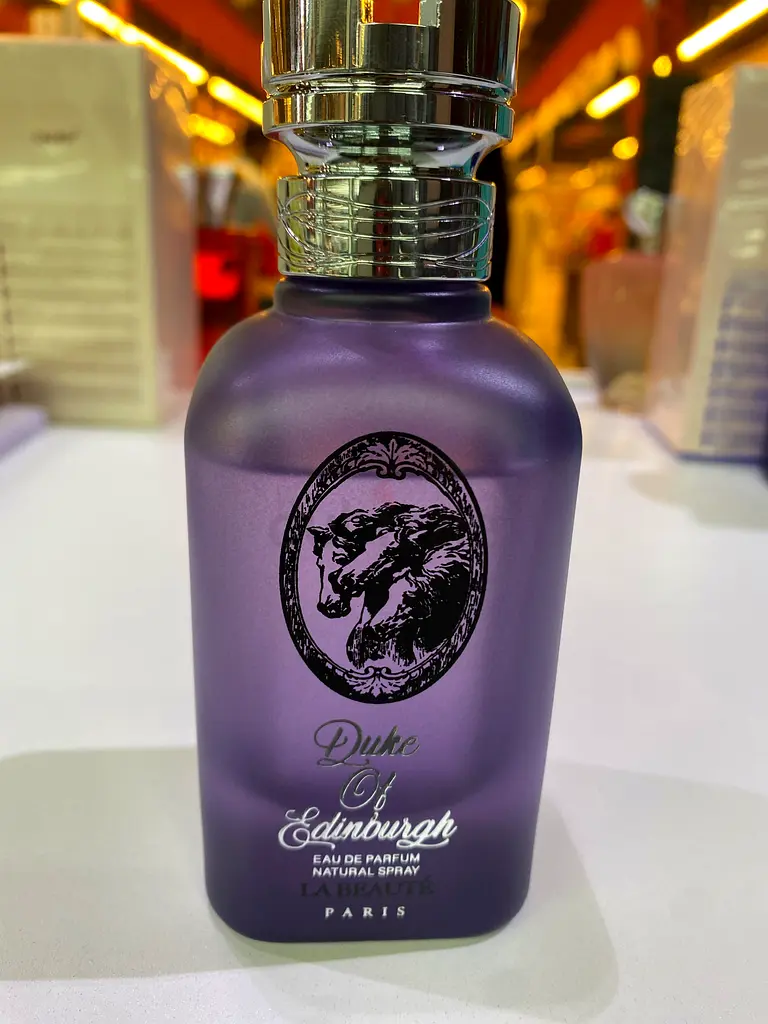 Duke
Of
Edinburgh
EAU DE PARFUM
NATURAL SPRAY
LA BEAUTÉ
PARIS